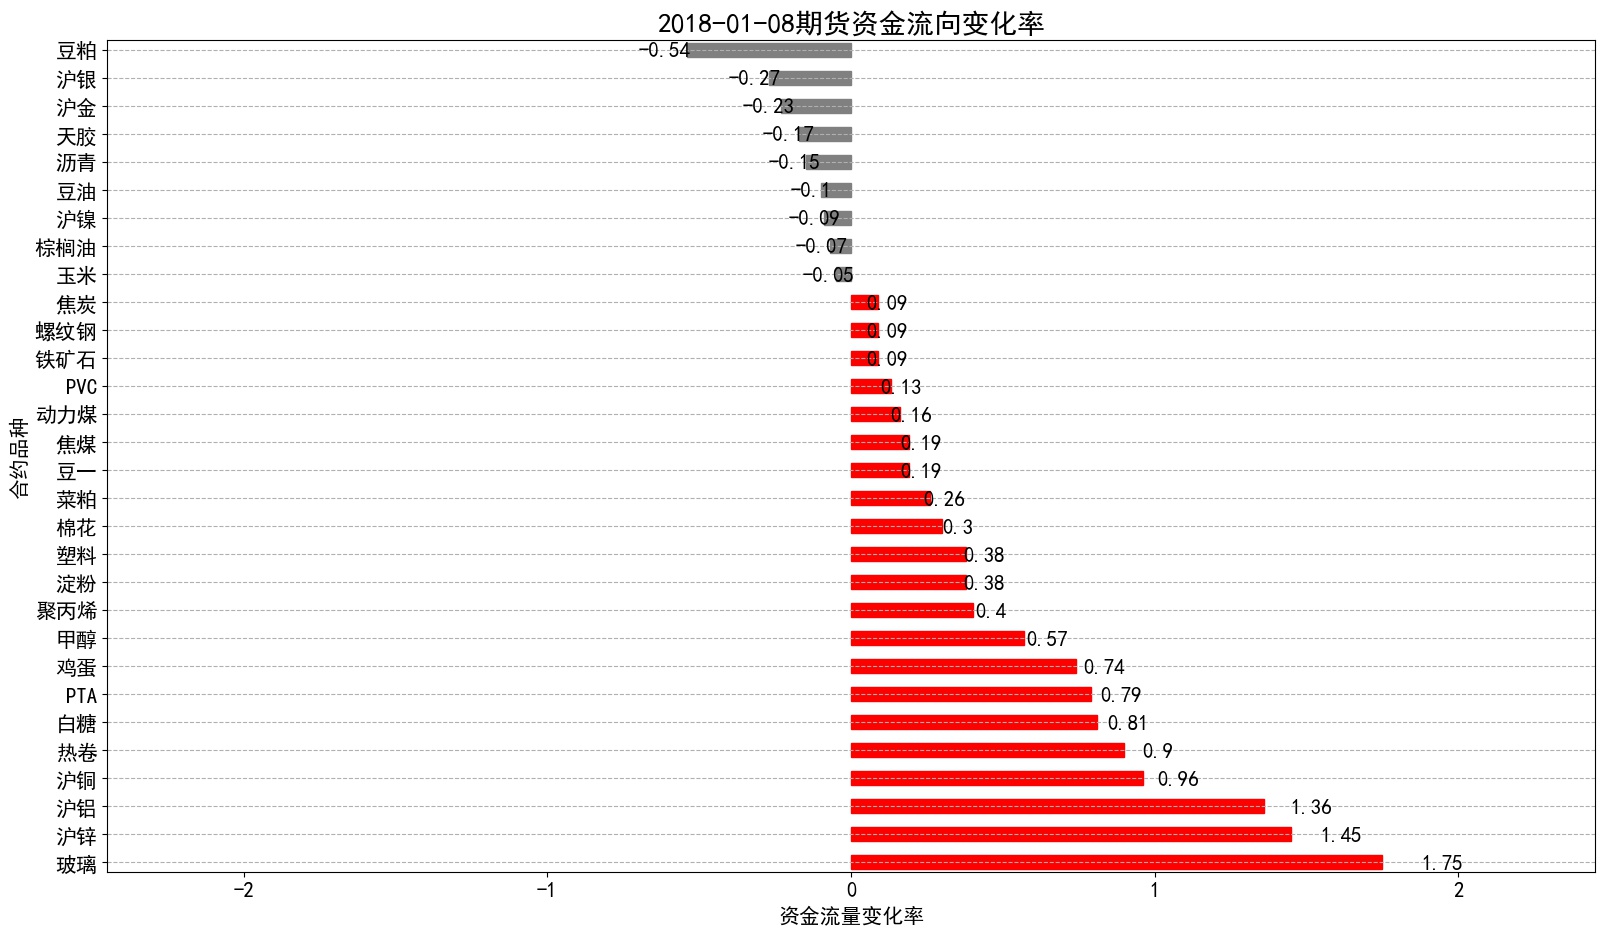 2018-01-08期货资金流向变化率
豆粕 -0.54
沪银 -0.27
沪金 -0.23
天胶 -0.17
沥青 -0.15
豆油 -0.1
沪镍 -0.09
棕榈油 -0.07
玉米 -0.05
焦炭 0.09
螺纹钢 0.09
铁矿石 0.09
PVC 0.13
动力煤 0.16
焦煤 0.19
豆一 0.19
菜粕 0.26
棉花 0.3
塑料 0.38
淀粉 0.38
聚丙烯 0.4
甲醇 0.57
鸡蛋 0.74
PTA 0.79
白糖 0.81
热卷 0.9
沪铜 0.96
沪铝 1.36
沪锌 1.45
玻璃 1.75
合约品种
-2 -1 0 1 2
资金流量变化率